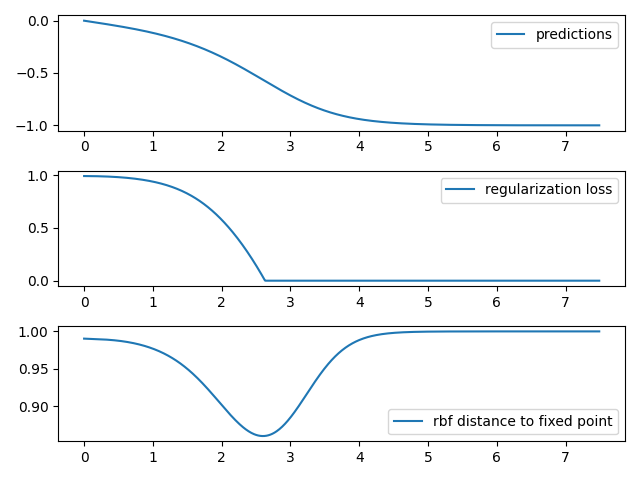 0.0
−0.5
−1.0
predictions
0 1 2 3 4 5 6 7
1.0
0.5
0.0
regularization loss
0 1 2 3 4 5 6 7
1.00
0.95
0.90
rbf distance to fixed point
0 1 2 3 4 5 6 7